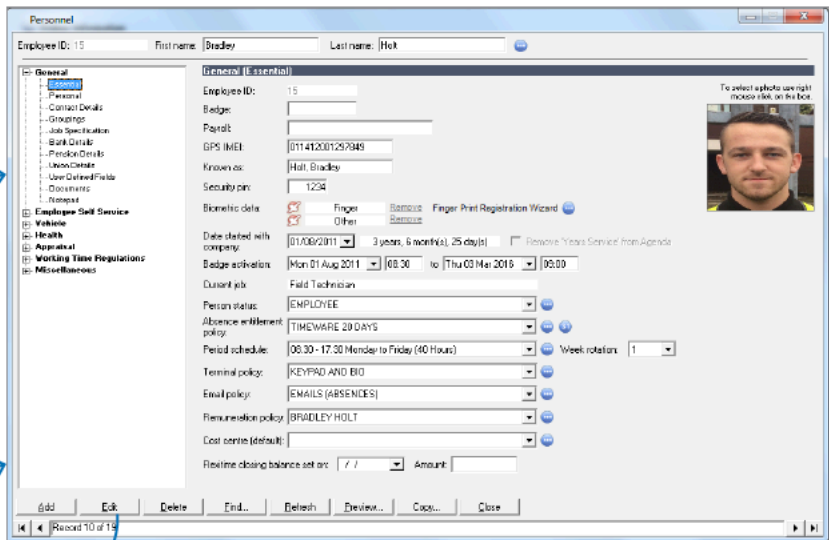 Personnel
Employee ID: 15 First name: Bradley Last name: Holt
General
Essential
Personal
Contact Details
Groupings
Job Specification
Bank Details
Pension Details
Union Details
User Defined Fields
Documents
Notepad
Employee Self Service
Vehicle
Health
Appraisal
Working Time Regulations
Miscellaneous
General (Essential)
Employee ID: 15
Badge:
Payroll:
GPS IMEI: 011412001297849
Known as: Holt, Bradley
Security pin: 1234
Biometric data: Finger Remove Finger Print Registration Wizard
Other Remove
Date started with company: 01/08/2011 3 years, 6 month(s), 25 day(s) Remove 'Years Service' from Agenda
Badge activation: Mon 01 Aug 2011 08:30 to Thu 03 Mar 2016 09:00
Current job: Field Technician
Person status: EMPLOYEE
Absence entitlement policy: TIMEWARE 20 DAYS
Period schedule: 08.30 - 17.30 Monday to Friday (40 Hours) Week rotation: 1
Terminal policy: KEYPAD AND BIO
Email policy: EMAILS (ABSENCES)
Remuneration policy: BRADLEY HOLT
Cost centre (default):
Flexitime closing balance set on: / / Amount:
To select a photo use right
mouse click on the box.
Add Edit Delete Find... Refresh Preview... Copy... Close
Record 10 of 19